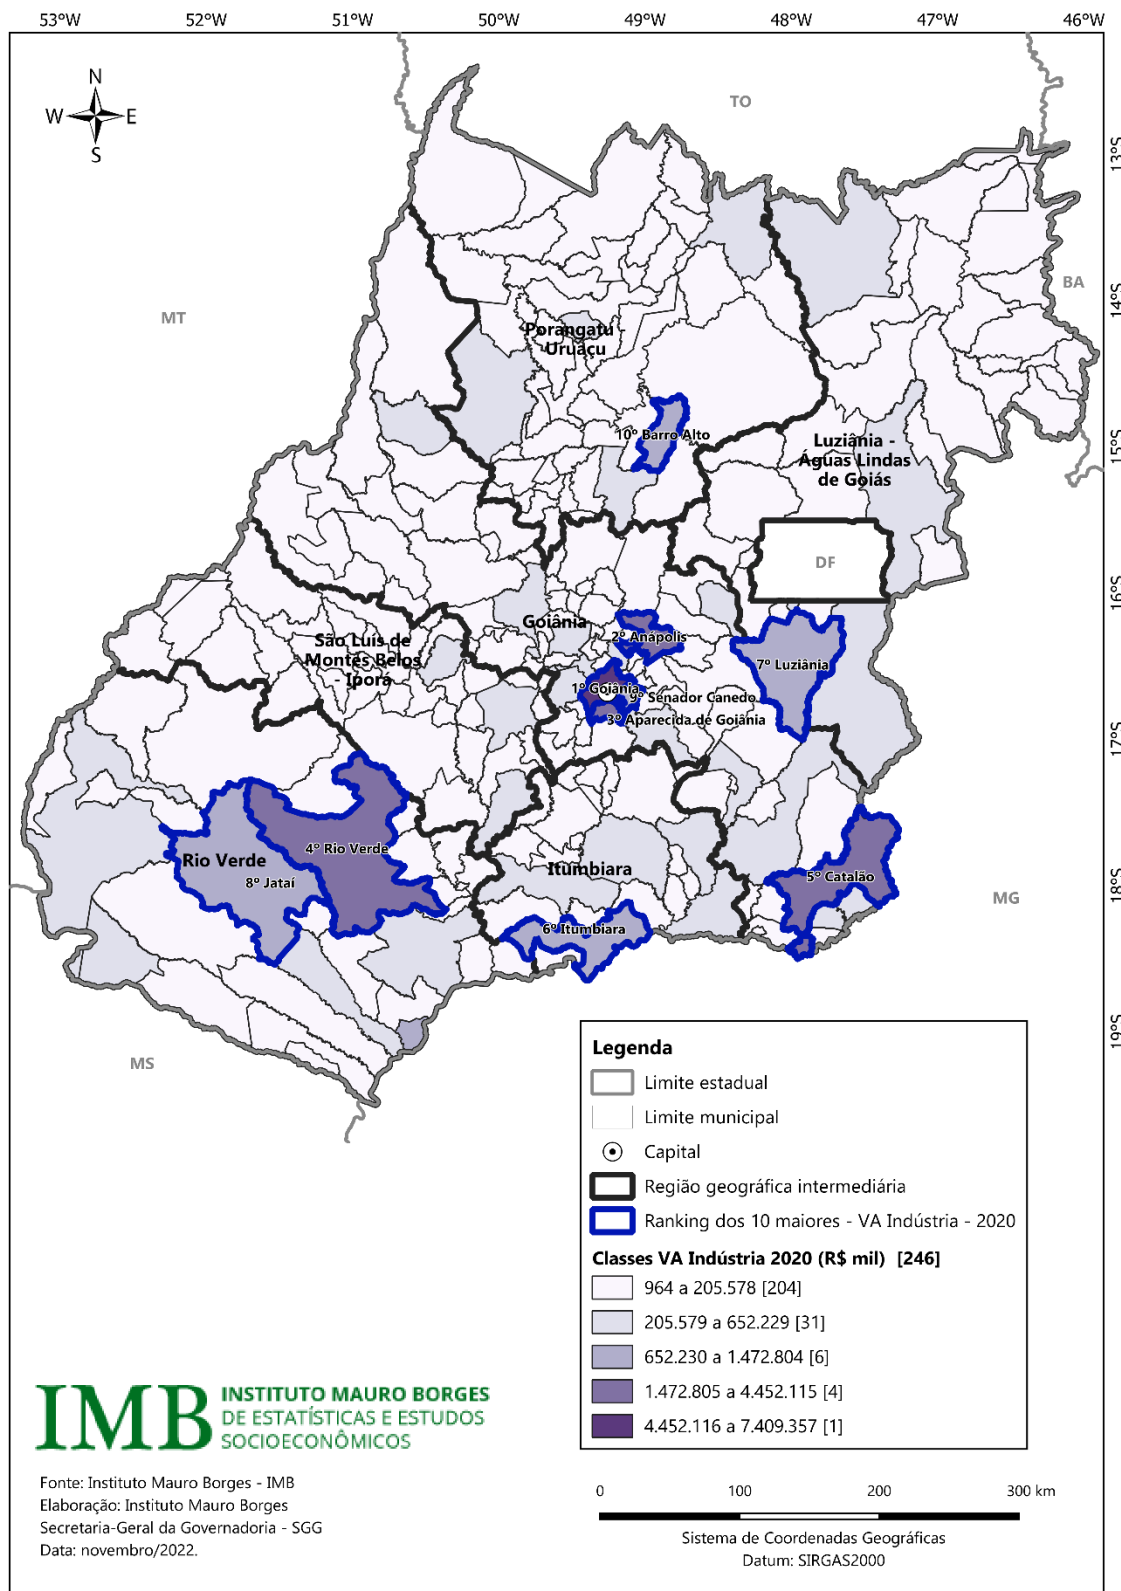 53°W 52°W 51°W 50°W 49°W 48°W 47°W 46°W
N
W E
S
TO
13°S
BA
14°S
MT
Porangatu -
Uruaçu
10º Barro Alto
Luziânia -
Águas Lindas
de Goiás
15°S
DF
16°S
Goiânia
São Luís de
Montes Belos
- Iporá
2º Anápolis
7º Luziânia
1º Goiânia
9º Senador Canedo
3º Aparecida de Goiânia
17°S
4º Rio Verde
Rio Verde
8º Jataí
Itumbiara
5º Catalão
18°S
MG
6º Itumbiara
19°S
MS
Legenda
Limite estadual
Limite municipal
Capital
Região geográfica intermediária
Ranking dos 10 maiores - VA Indústria - 2020
Classes VA Indústria 2020 (R$ mil) [246]
964 a 205.578 [204]
205.579 a 652.229 [31]
652.230 a 1.472.804 [6]
1.472.805 a 4.452.115 [4]
4.452.116 a 7.409.357 [1]
IMB
INSTITUTO MAURO BORGES
DE ESTATÍSTICAS E ESTUDOS
SOCIOECONÔMICOS
Fonte: Instituto Mauro Borges - IMB
Elaboração: Instituto Mauro Borges
Secretaria-Geral da Governadoria - SGG
Data: novembro/2022.
0 100 200 300 km
Sistema de Coordenadas Geográficas
Datum: SIRGAS2000